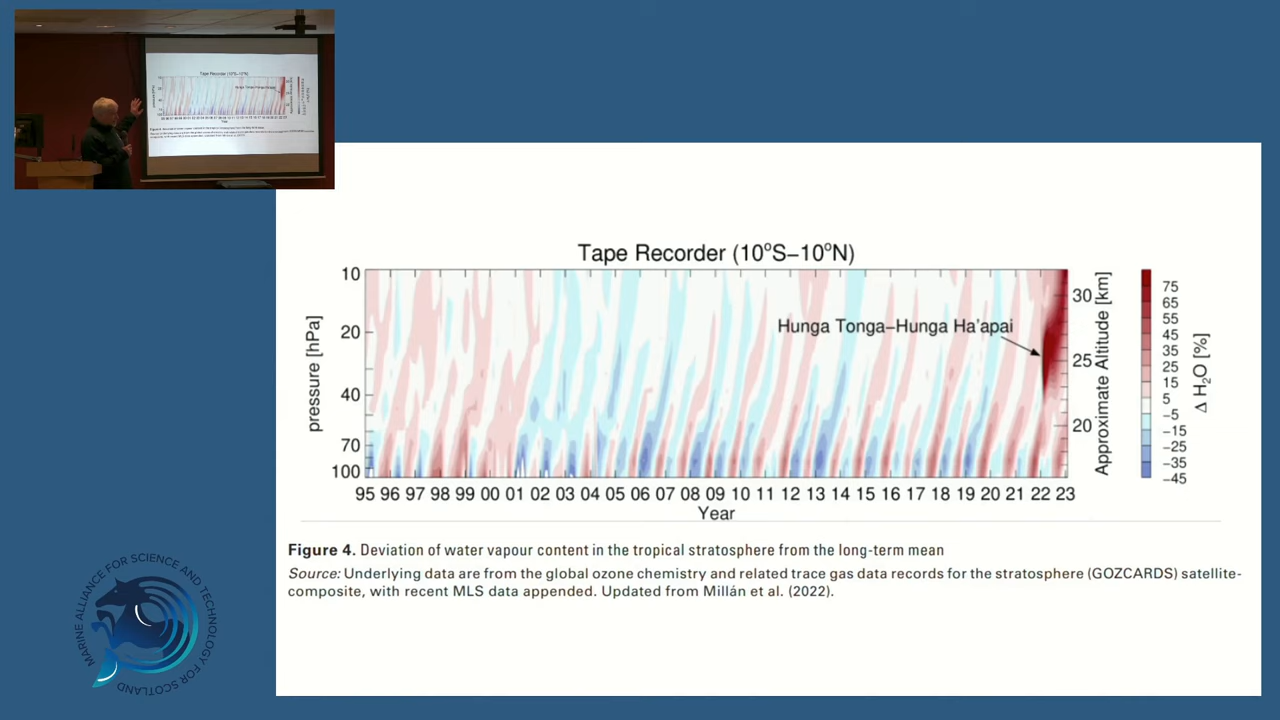 Tape Recorder (10°S–10°N)
Tape Recorder (10°S–10°N)
pressure [hPa]
10
20
40
70
100
Hunga Tonga–Hunga Ha'apai
30
25
20
Approximate Altitude [km]
75
65
55
45
35
25
15
5
−5
−15
−25
−35
−45
Δ H₂O [%]
95 96 97 98 99 00 01 02 03 04 05 06 07 08 09 10 11 12 13 14 15 16 17 18 19 20 21 22 23
Year
Figure 4. Deviation of water vapour content in the tropical stratosphere from the long-term mean
Source: Underlying data are from the global ozone chemistry and related trace gas data records for the stratosphere (GOZCARDS) satellite-
composite, with recent MLS data appended. Updated from Millán et al. (2022).
MARINE ALLIANCE FOR SCIENCE AND TECHNOLOGY FOR SCOTLAND